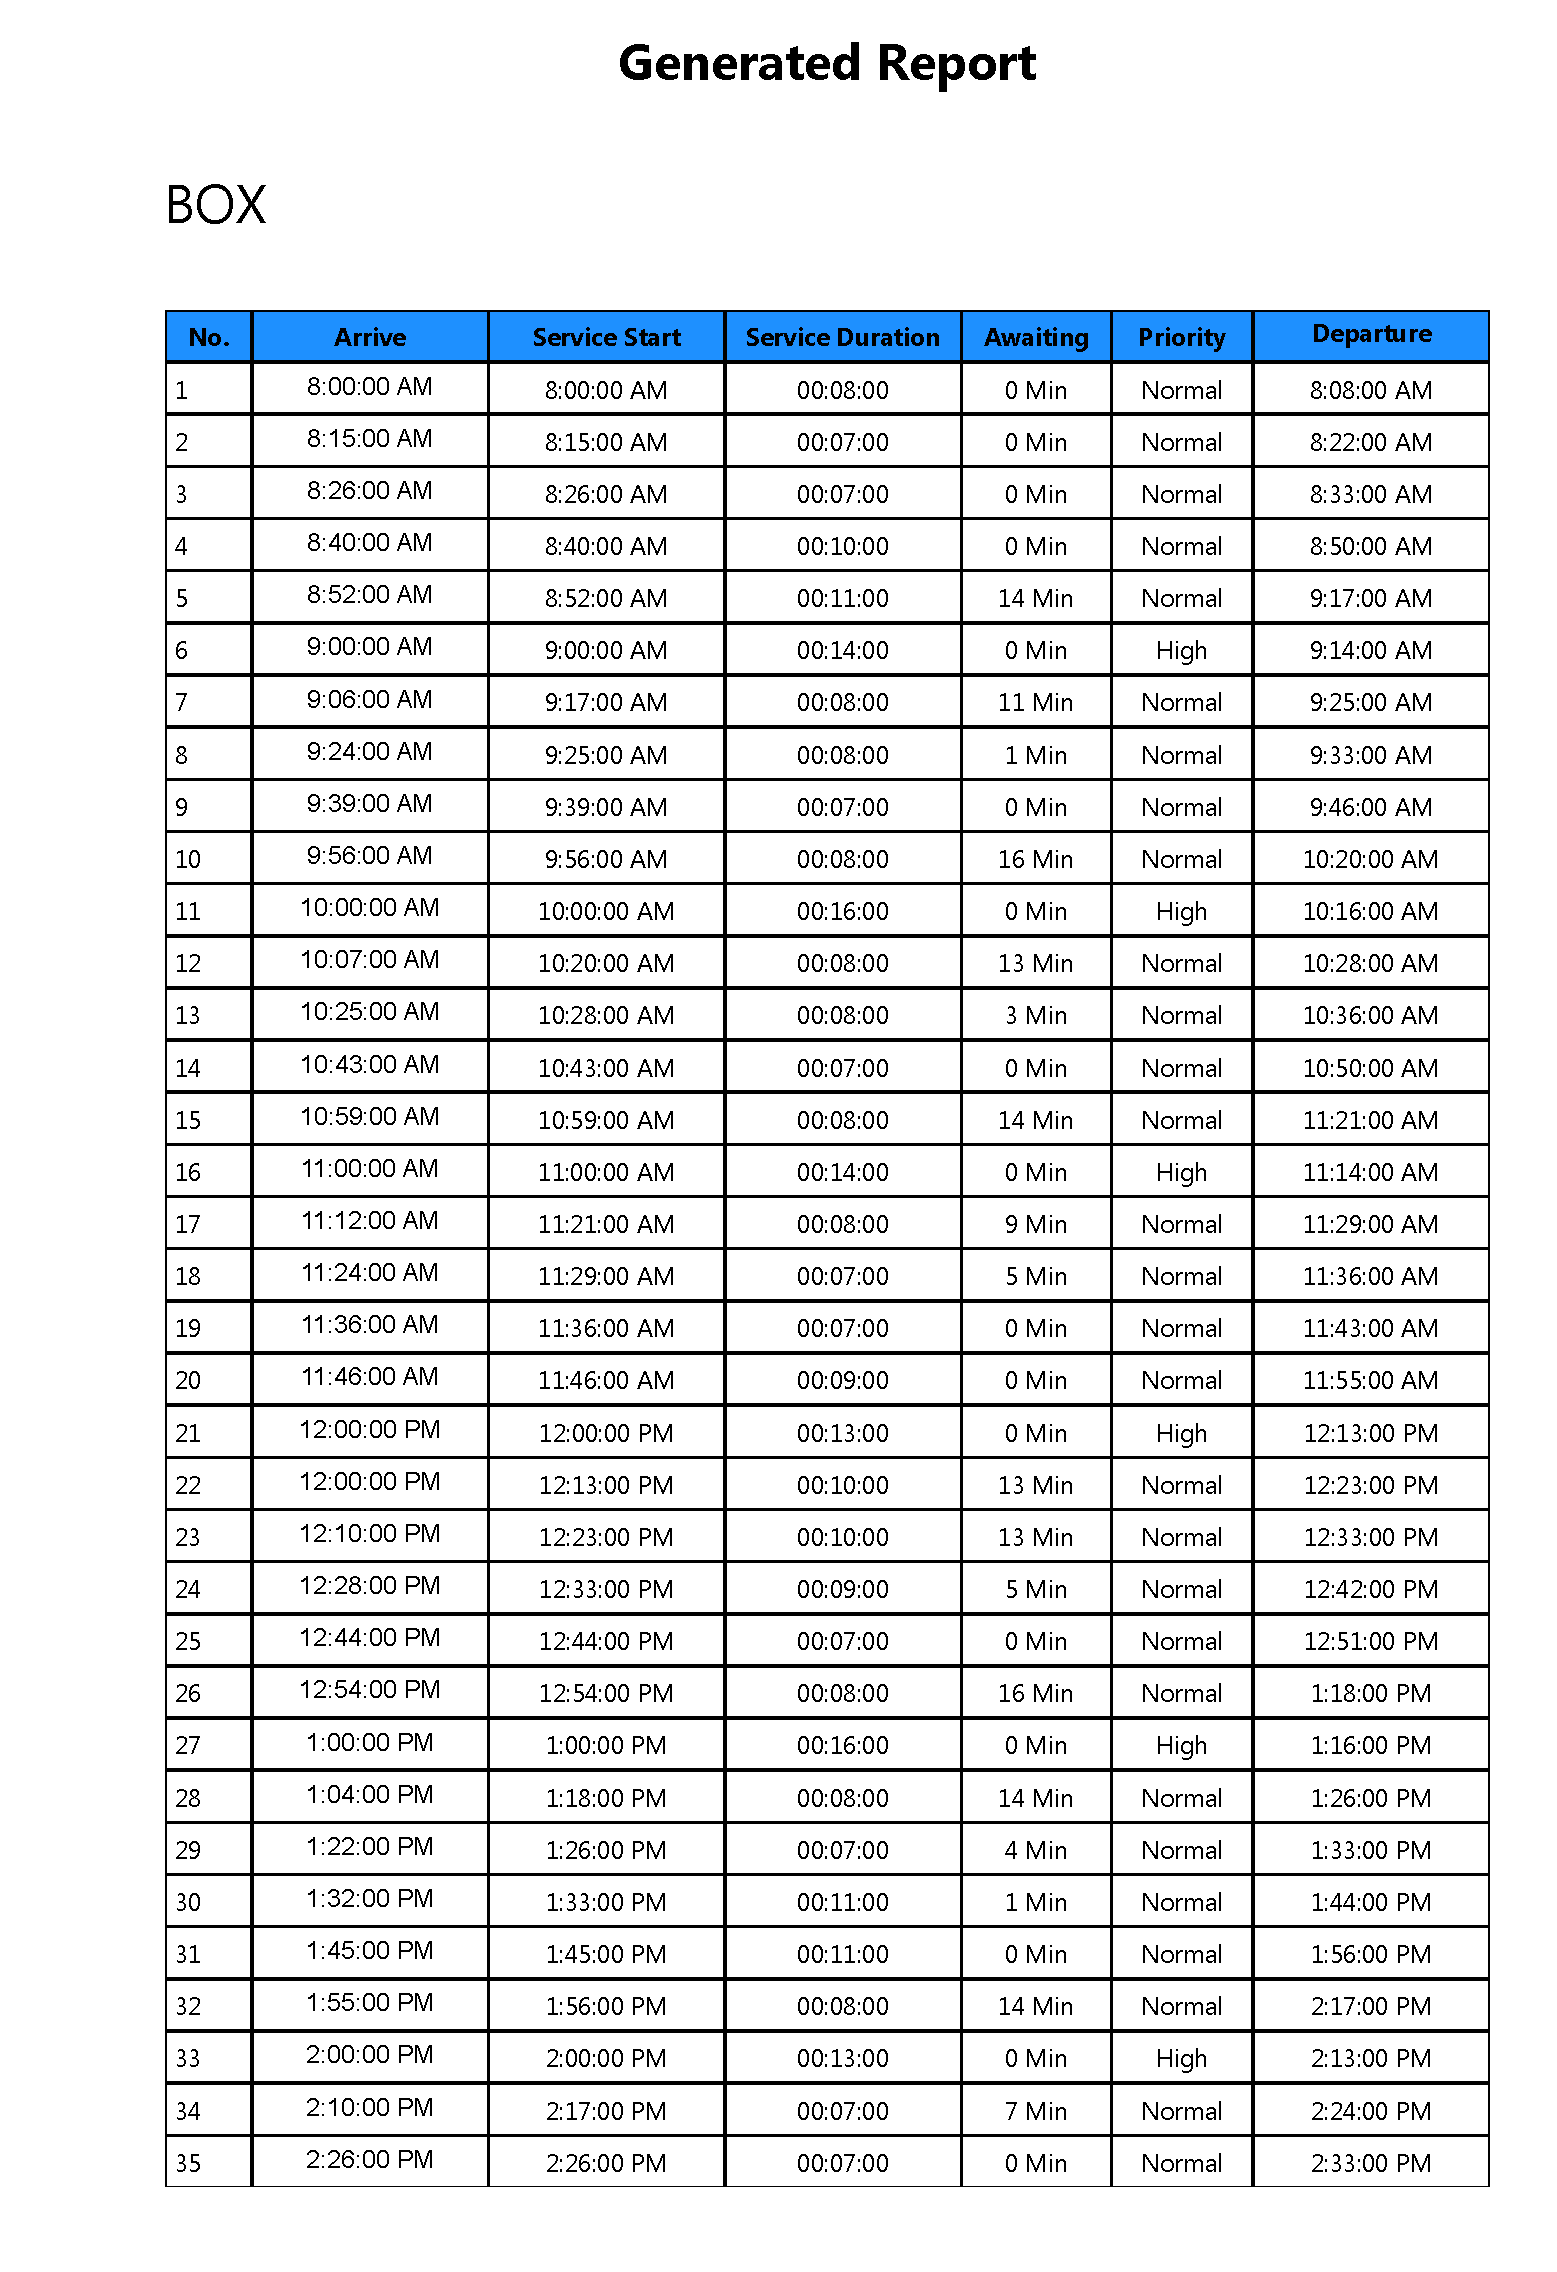 Generated Report
BOX
No. Arrive Service Start Service Duration Awaiting Priority Departure
1 8:00:00 AM 8:00:00 AM 00:08:00 0 Min Normal 8:08:00 AM
2 8:15:00 AM 8:15:00 AM 00:07:00 0 Min Normal 8:22:00 AM
3 8:26:00 AM 8:26:00 AM 00:07:00 0 Min Normal 8:33:00 AM
4 8:40:00 AM 8:40:00 AM 00:10:00 0 Min Normal 8:50:00 AM
5 8:52:00 AM 8:52:00 AM 00:11:00 14 Min Normal 9:17:00 AM
6 9:00:00 AM 9:00:00 AM 00:14:00 0 Min High 9:14:00 AM
7 9:06:00 AM 9:17:00 AM 00:08:00 11 Min Normal 9:25:00 AM
8 9:24:00 AM 9:25:00 AM 00:08:00 1 Min Normal 9:33:00 AM
9 9:39:00 AM 9:39:00 AM 00:07:00 0 Min Normal 9:46:00 AM
10 9:56:00 AM 9:56:00 AM 00:08:00 16 Min Normal 10:20:00 AM
11 10:00:00 AM 10:00:00 AM 00:16:00 0 Min High 10:16:00 AM
12 10:07:00 AM 10:20:00 AM 00:08:00 13 Min Normal 10:28:00 AM
13 10:25:00 AM 10:28:00 AM 00:08:00 3 Min Normal 10:36:00 AM
14 10:43:00 AM 10:43:00 AM 00:07:00 0 Min Normal 10:50:00 AM
15 10:59:00 AM 10:59:00 AM 00:08:00 14 Min Normal 11:21:00 AM
16 11:00:00 AM 11:00:00 AM 00:14:00 0 Min High 11:14:00 AM
17 11:12:00 AM 11:21:00 AM 00:08:00 9 Min Normal 11:29:00 AM
18 11:24:00 AM 11:29:00 AM 00:07:00 5 Min Normal 11:36:00 AM
19 11:36:00 AM 11:36:00 AM 00:07:00 0 Min Normal 11:43:00 AM
20 11:46:00 AM 11:46:00 AM 00:09:00 0 Min Normal 11:55:00 AM
21 12:00:00 PM 12:00:00 PM 00:13:00 0 Min High 12:13:00 PM
22 12:00:00 PM 12:13:00 PM 00:10:00 13 Min Normal 12:23:00 PM
23 12:10:00 PM 12:23:00 PM 00:10:00 13 Min Normal 12:33:00 PM
24 12:28:00 PM 12:33:00 PM 00:09:00 5 Min Normal 12:42:00 PM
25 12:44:00 PM 12:44:00 PM 00:07:00 0 Min Normal 12:51:00 PM
26 12:54:00 PM 12:54:00 PM 00:08:00 16 Min Normal 1:18:00 PM
27 1:00:00 PM 1:00:00 PM 00:16:00 0 Min High 1:16:00 PM
28 1:04:00 PM 1:18:00 PM 00:08:00 14 Min Normal 1:26:00 PM
29 1:22:00 PM 1:26:00 PM 00:07:00 4 Min Normal 1:33:00 PM
30 1:32:00 PM 1:33:00 PM 00:11:00 1 Min Normal 1:44:00 PM
31 1:45:00 PM 1:45:00 PM 00:11:00 0 Min Normal 1:56:00 PM
32 1:55:00 PM 1:56:00 PM 00:08:00 14 Min Normal 2:17:00 PM
33 2:00:00 PM 2:00:00 PM 00:13:00 0 Min High 2:13:00 PM
34 2:10:00 PM 2:17:00 PM 00:07:00 7 Min Normal 2:24:00 PM
35 2:26:00 PM 2:26:00 PM 00:07:00 0 Min Normal 2:33:00 PM